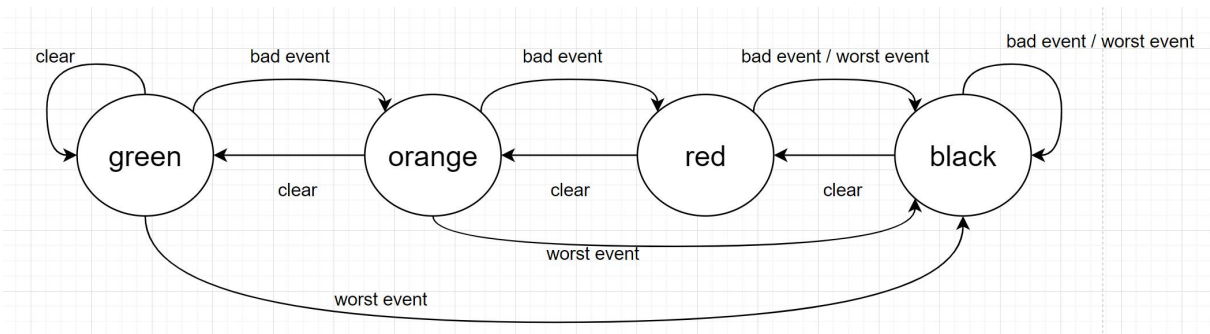 bad event / worst event
clear
bad event
bad event
bad event / worst event
green
orange
red
black
clear
clear
clear
worst event
worst event